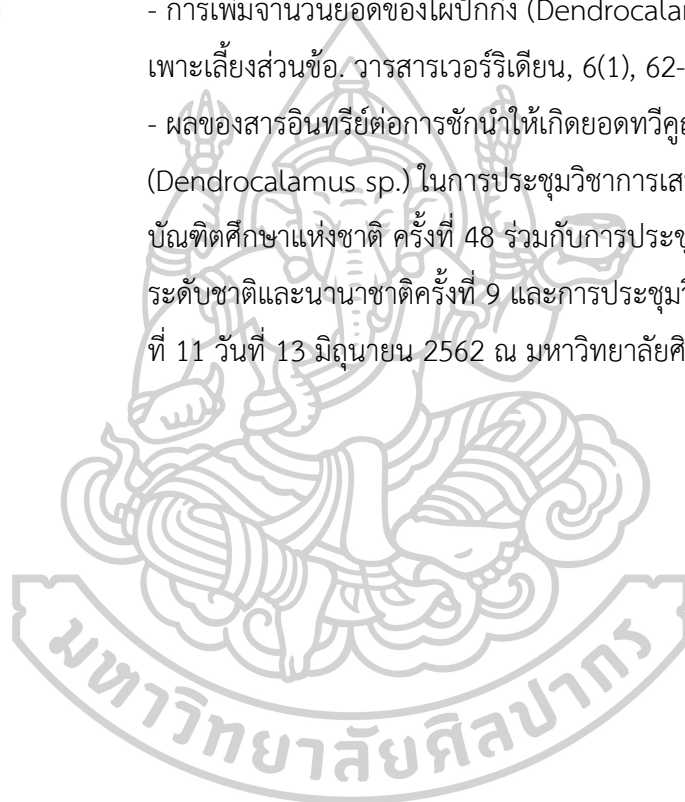 - การเพิ่มจำนวนยอดของไผ่ปักกิ่ง (Dendrocalam
เพาะเลี้ยงส่วนข้อ. วารสารเวอร์ริเดียน, 6(1), 62-
- ผลของสารอินทรีย์ต่อการชักนำให้เกิดยอดทวีคูณ
(Dendrocalamus sp.) ในการประชุมวิชาการเส
บัณฑิตศึกษาแห่งชาติ ครั้งที่ 48 ร่วมกับการประชุ
ระดับชาติและนานาชาติครั้งที่ 9 และการประชุมวิ
ที่ 11 วันที่ 13 มิถุนายน 2562 ณ มหาวิทยาลัยศิ
มหาวิทยาลัยศิลปากร